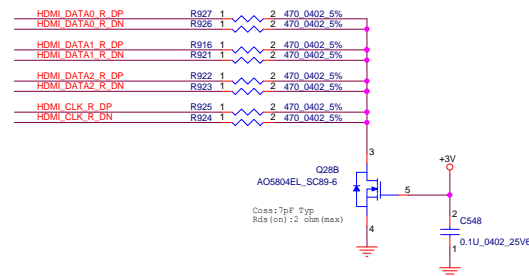 HDMI_DATA0_R_DP R927 1 2 470_0402_5%
HDMI_DATA0_R_DN R926 1 2 470_0402_5%
HDMI_DATA1_R_DP R916 1 2 470_0402_5%
HDMI_DATA1_R_DN R921 1 2 470_0402_5%
HDMI_DATA2_R_DP R922 1 2 470_0402_5%
HDMI_DATA2_R_DN R923 1 2 470_0402_5%
HDMI_CLK_R_DP R925 1 2 470_0402_5%
HDMI_CLK_R_DN R924 1 2 470_0402_5%
3
+3V
Q28B
AO5804EL_SC89-6
5
Coss:7pF Typ
Rds(on):2 ohm(max)
4
2
C548
0.1U_0402_25V6
1